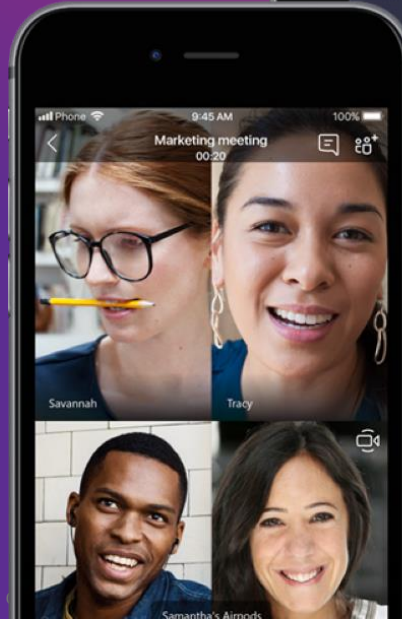 Phone 9:45 AM 100%
Marketing meeting
00:20
Savannah Tracy
Samantha's Airpods